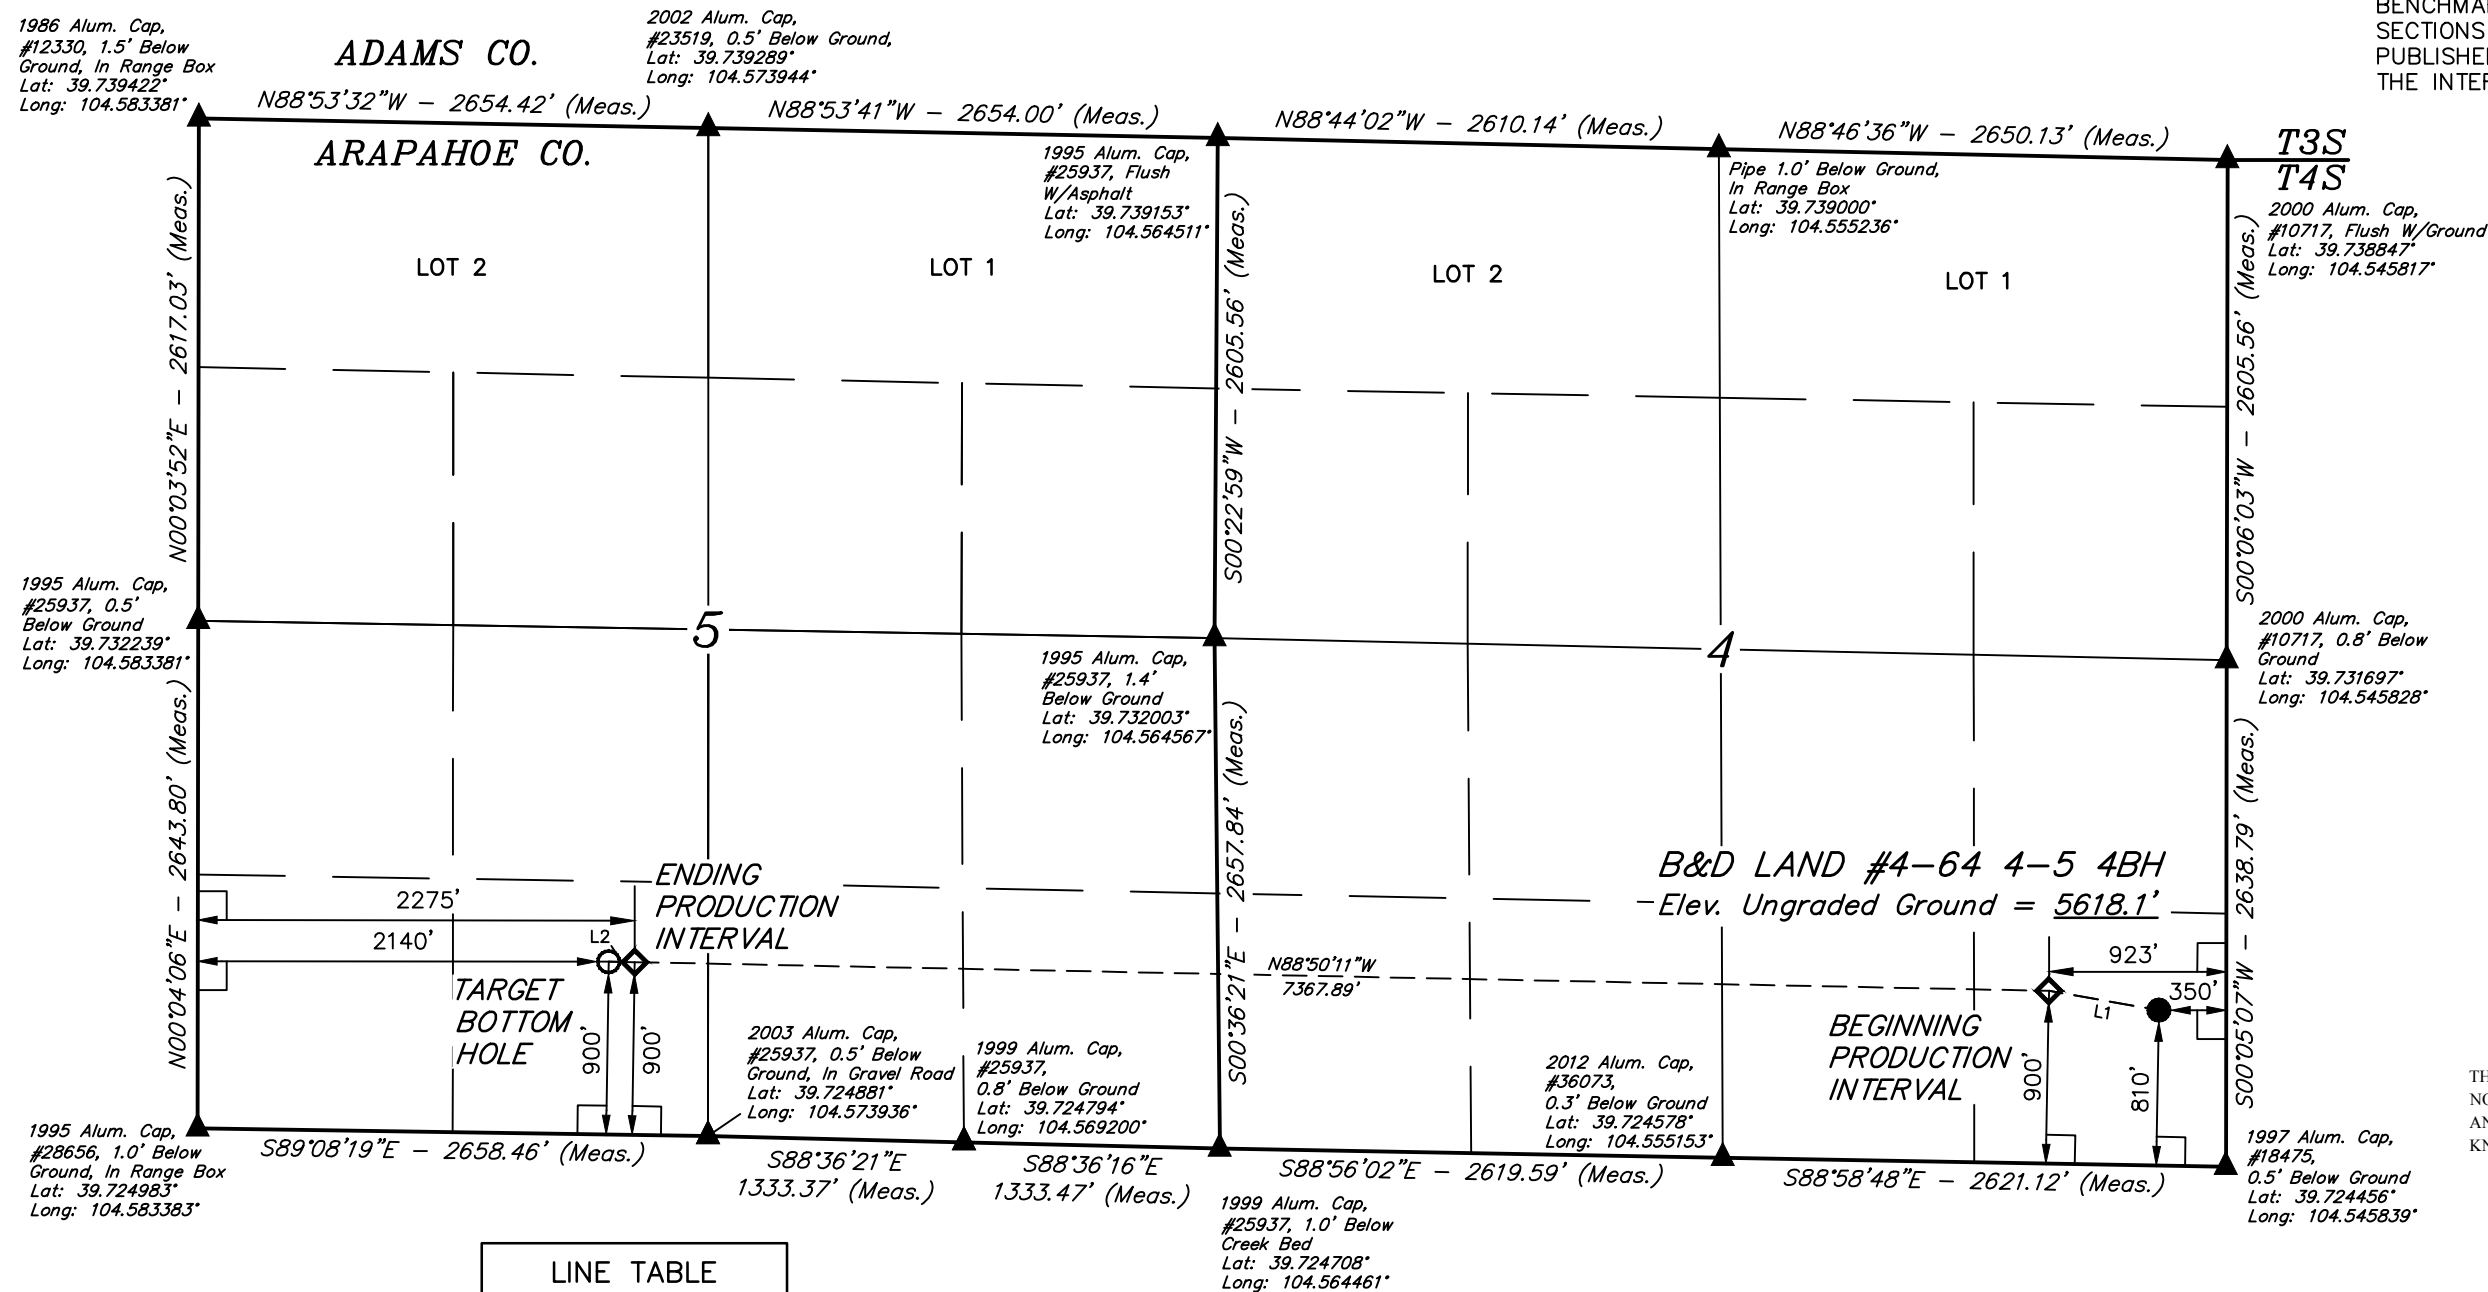 BENCHMA
SECTIONS
PUBLISHE
THE INTER
1986 Alum. Cap,
#12330, 1.5' Below
Ground, In Range Box
Lat: 39.739422°
Long: 104.583381°
ADAMS CO.
2002 Alum. Cap,
#23519, 0.5' Below Ground,
Lat: 39.739289°
Long: 104.573944°
N88°53'32"W - 2654.42' (Meas.)
N88°53'41"W - 2654.00' (Meas.)
N88°44'02"W - 2610.14' (Meas.)
N88°46'36"W - 2650.13' (Meas.)
T3S
T4S
ARAPAHOE CO.
1995 Alum. Cap,
#25937, Flush
W/Asphalt
Lat: 39.739153°
Long: 104.564511°
Pipe 1.0' Below Ground,
In Range Box
Lat: 39.739000°
Long: 104.555236°
2000 Alum. Cap,
#10717, Flush W/Ground
Lat: 39.738847°
Long: 104.545817°
LOT 2
LOT 1
LOT 2
LOT 1
N00°03'52"E - 2617.03' (Meas.)
S00°22'59"W - 2605.56' (Meas.)
S00°06'03"W - 2605.56' (Meas.)
1995 Alum. Cap,
#25937, 0.5'
Below Ground
Lat: 39.732239°
Long: 104.583381°
5
4
1995 Alum. Cap,
#25937, 1.4'
Below Ground
Lat: 39.732003°
Long: 104.564567°
2000 Alum. Cap,
#10717, 0.8' Below
Ground
Lat: 39.731697°
Long: 104.545828°
N00°04'06"E - 2643.80' (Meas.)
S00°36'21"E - 2657.84' (Meas.)
S00°05'07"W - 2638.79' (Meas.)
B&D LAND #4-64 4-5 4BH
Elev. Ungraded Ground = 5618.1'
ENDING
PRODUCTION
INTERVAL
2275'
2140'
L2
TARGET
BOTTOM
HOLE
900'
900'
N88°50'11"W
7367.89'
923'
350'
L1
BEGINNING
PRODUCTION
INTERVAL
900'
810'
2003 Alum. Cap,
#25937, 0.5' Below
Ground, In Gravel Road
Lat: 39.724881°
Long: 104.573936°
1999 Alum. Cap,
#25937,
0.8' Below Ground
Lat: 39.724794°
Long: 104.569200°
2012 Alum. Cap,
#36073,
0.3' Below Ground
Lat: 39.724578°
Long: 104.555153°
TH
NO
AN
KN
1995 Alum. Cap,
#28656, 1.0' Below
Ground, In Range Box
Lat: 39.724983°
Long: 104.583383°
S89°08'19"E - 2658.46' (Meas.)
S88°36'21"E
1333.37' (Meas.)
S88°36'16"E
1333.47' (Meas.)
S88°56'02"E - 2619.59' (Meas.)
S88°58'48"E - 2621.12' (Meas.)
1997 Alum. Cap,
#18475,
0.5' Below Ground
Lat: 39.724456°
Long: 104.545839°
1999 Alum. Cap,
#25937, 1.0' Below
Creek Bed
Lat: 39.724708°
Long: 104.564461°
LINE TABLE